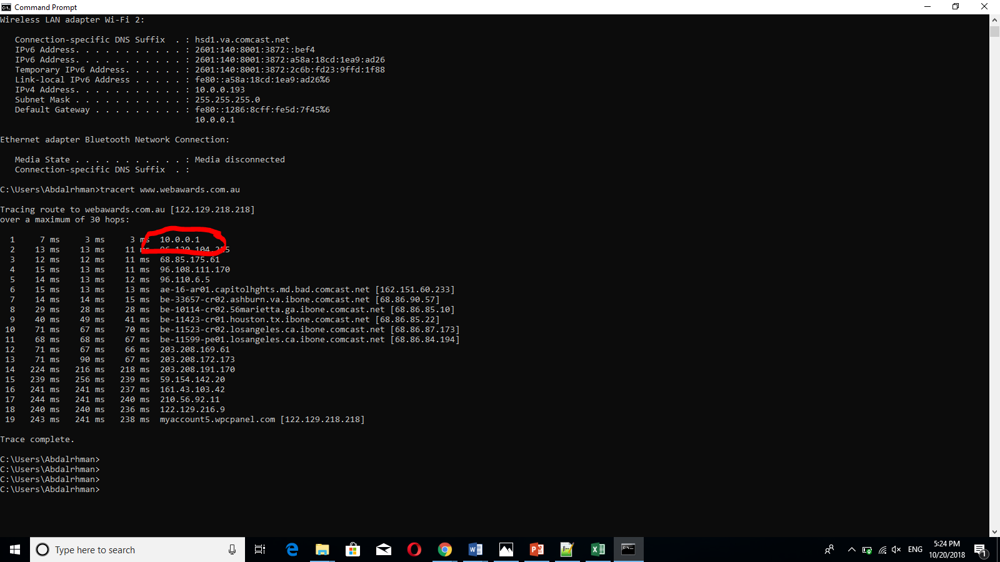 Command Prompt
Wireless LAN adapter Wi-Fi 2:
Connection-specific DNS Suffix . : hsd1.va.comcast.net
IPv6 Address. . . . . . . . . . . : 2601:140:8001:3872::bef4
IPv6 Address. . . . . . . . . . . : 2601:140:8001:3872:a58a:18cd:1ea9:ad26
Temporary IPv6 Address. . . . . . : 2601:140:8001:3872:2c6b:fd23:9ffd:1f88
Link-local IPv6 Address . . . . . : fe80::a58a:18cd:1ea9:ad26%6
IPv4 Address. . . . . . . . . . . : 10.0.0.193
Subnet Mask . . . . . . . . . . . : 255.255.255.0
Default Gateway . . . . . . . . . : fe80::1286:8cff:fe5d:7f45%6
10.0.0.1
Ethernet adapter Bluetooth Network Connection:
Media State . . . . . . . . . . . : Media disconnected
Connection-specific DNS Suffix . :
C:\Users\Abdalrhman>tracert www.webawards.com.au
Tracing route to webawards.com.au [122.129.218.218]
over a maximum of 30 hops:
1 7 ms 3 ms 3 ms 10.0.0.1
2 13 ms 13 ms 11 ms
3 12 ms 12 ms 11 ms 68.85.175.61
4 15 ms 13 ms 11 ms 96.108.111.170
5 14 ms 13 ms 12 ms 96.110.6.5
6 15 ms 13 ms 13 ms ae-16-ar01.capitolhghts.md.bad.comcast.net [162.151.60.233]
7 14 ms 14 ms 15 ms be-33657-cr02.ashburn.va.ibone.comcast.net [68.86.90.57]
8 29 ms 28 ms 28 ms be-10114-cr02.56marietta.ga.ibone.comcast.net [68.86.85.10]
9 40 ms 49 ms 41 ms be-11423-cr01.houston.tx.ibone.comcast.net [68.86.85.22]
10 71 ms 67 ms 70 ms be-11523-cr02.losangeles.ca.ibone.comcast.net [68.86.87.173]
11 68 ms 68 ms 67 ms be-11599-pe01.losangeles.ca.ibone.comcast.net [68.86.84.194]
12 71 ms 67 ms 66 ms 203.208.169.61
13 71 ms 90 ms 67 ms 203.208.172.173
14 224 ms 216 ms 218 ms 203.208.191.170
15 239 ms 256 ms 239 ms 59.154.142.20
16 241 ms 241 ms 237 ms 161.43.103.42
17 244 ms 241 ms 240 ms 210.56.92.11
18 240 ms 240 ms 236 ms 122.129.216.9
19 243 ms 241 ms 238 ms myaccount5.wpcpanel.com [122.129.218.218]
Trace complete.
C:\Users\Abdalrhman>
C:\Users\Abdalrhman>
C:\Users\Abdalrhman>
C:\Users\Abdalrhman>
Type here to search
ENG
5:24 PM
10/20/2018
1